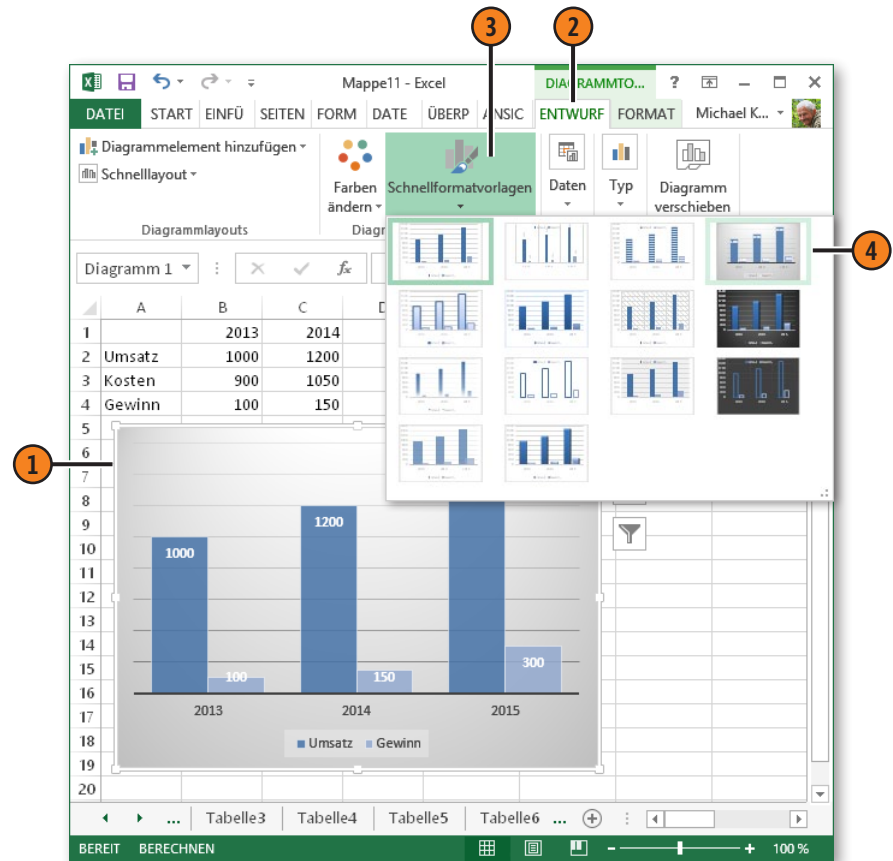 3 2
Mappe11 - Excel DIAGRAMMTO... ?
DATEI START EINFÜ SEITEN FORM DATE ÜBERP ANSIC ENTWURF FORMAT Michael K...
Diagrammelement hinzufügen
Schnelllayout
Farben ändern
Schnellformatvorlagen
Daten
Typ
Diagramm verschieben
Diagrammlayouts Diagr
4
Diagramm 1 fx
A B C D
1 2013 2014
2 Umsatz 1000 1200
3 Kosten 900 1050
4 Gewinn 100 150
5
6
1
7
8
9 1200
10 1000
11
12
13
14
15 100 150 300
16
17 2013 2014 2015
18 Umsatz Gewinn
19
20
... Tabelle3 Tabelle4 Tabelle5 Tabelle6 ...
BEREIT BERECHNEN 100 %